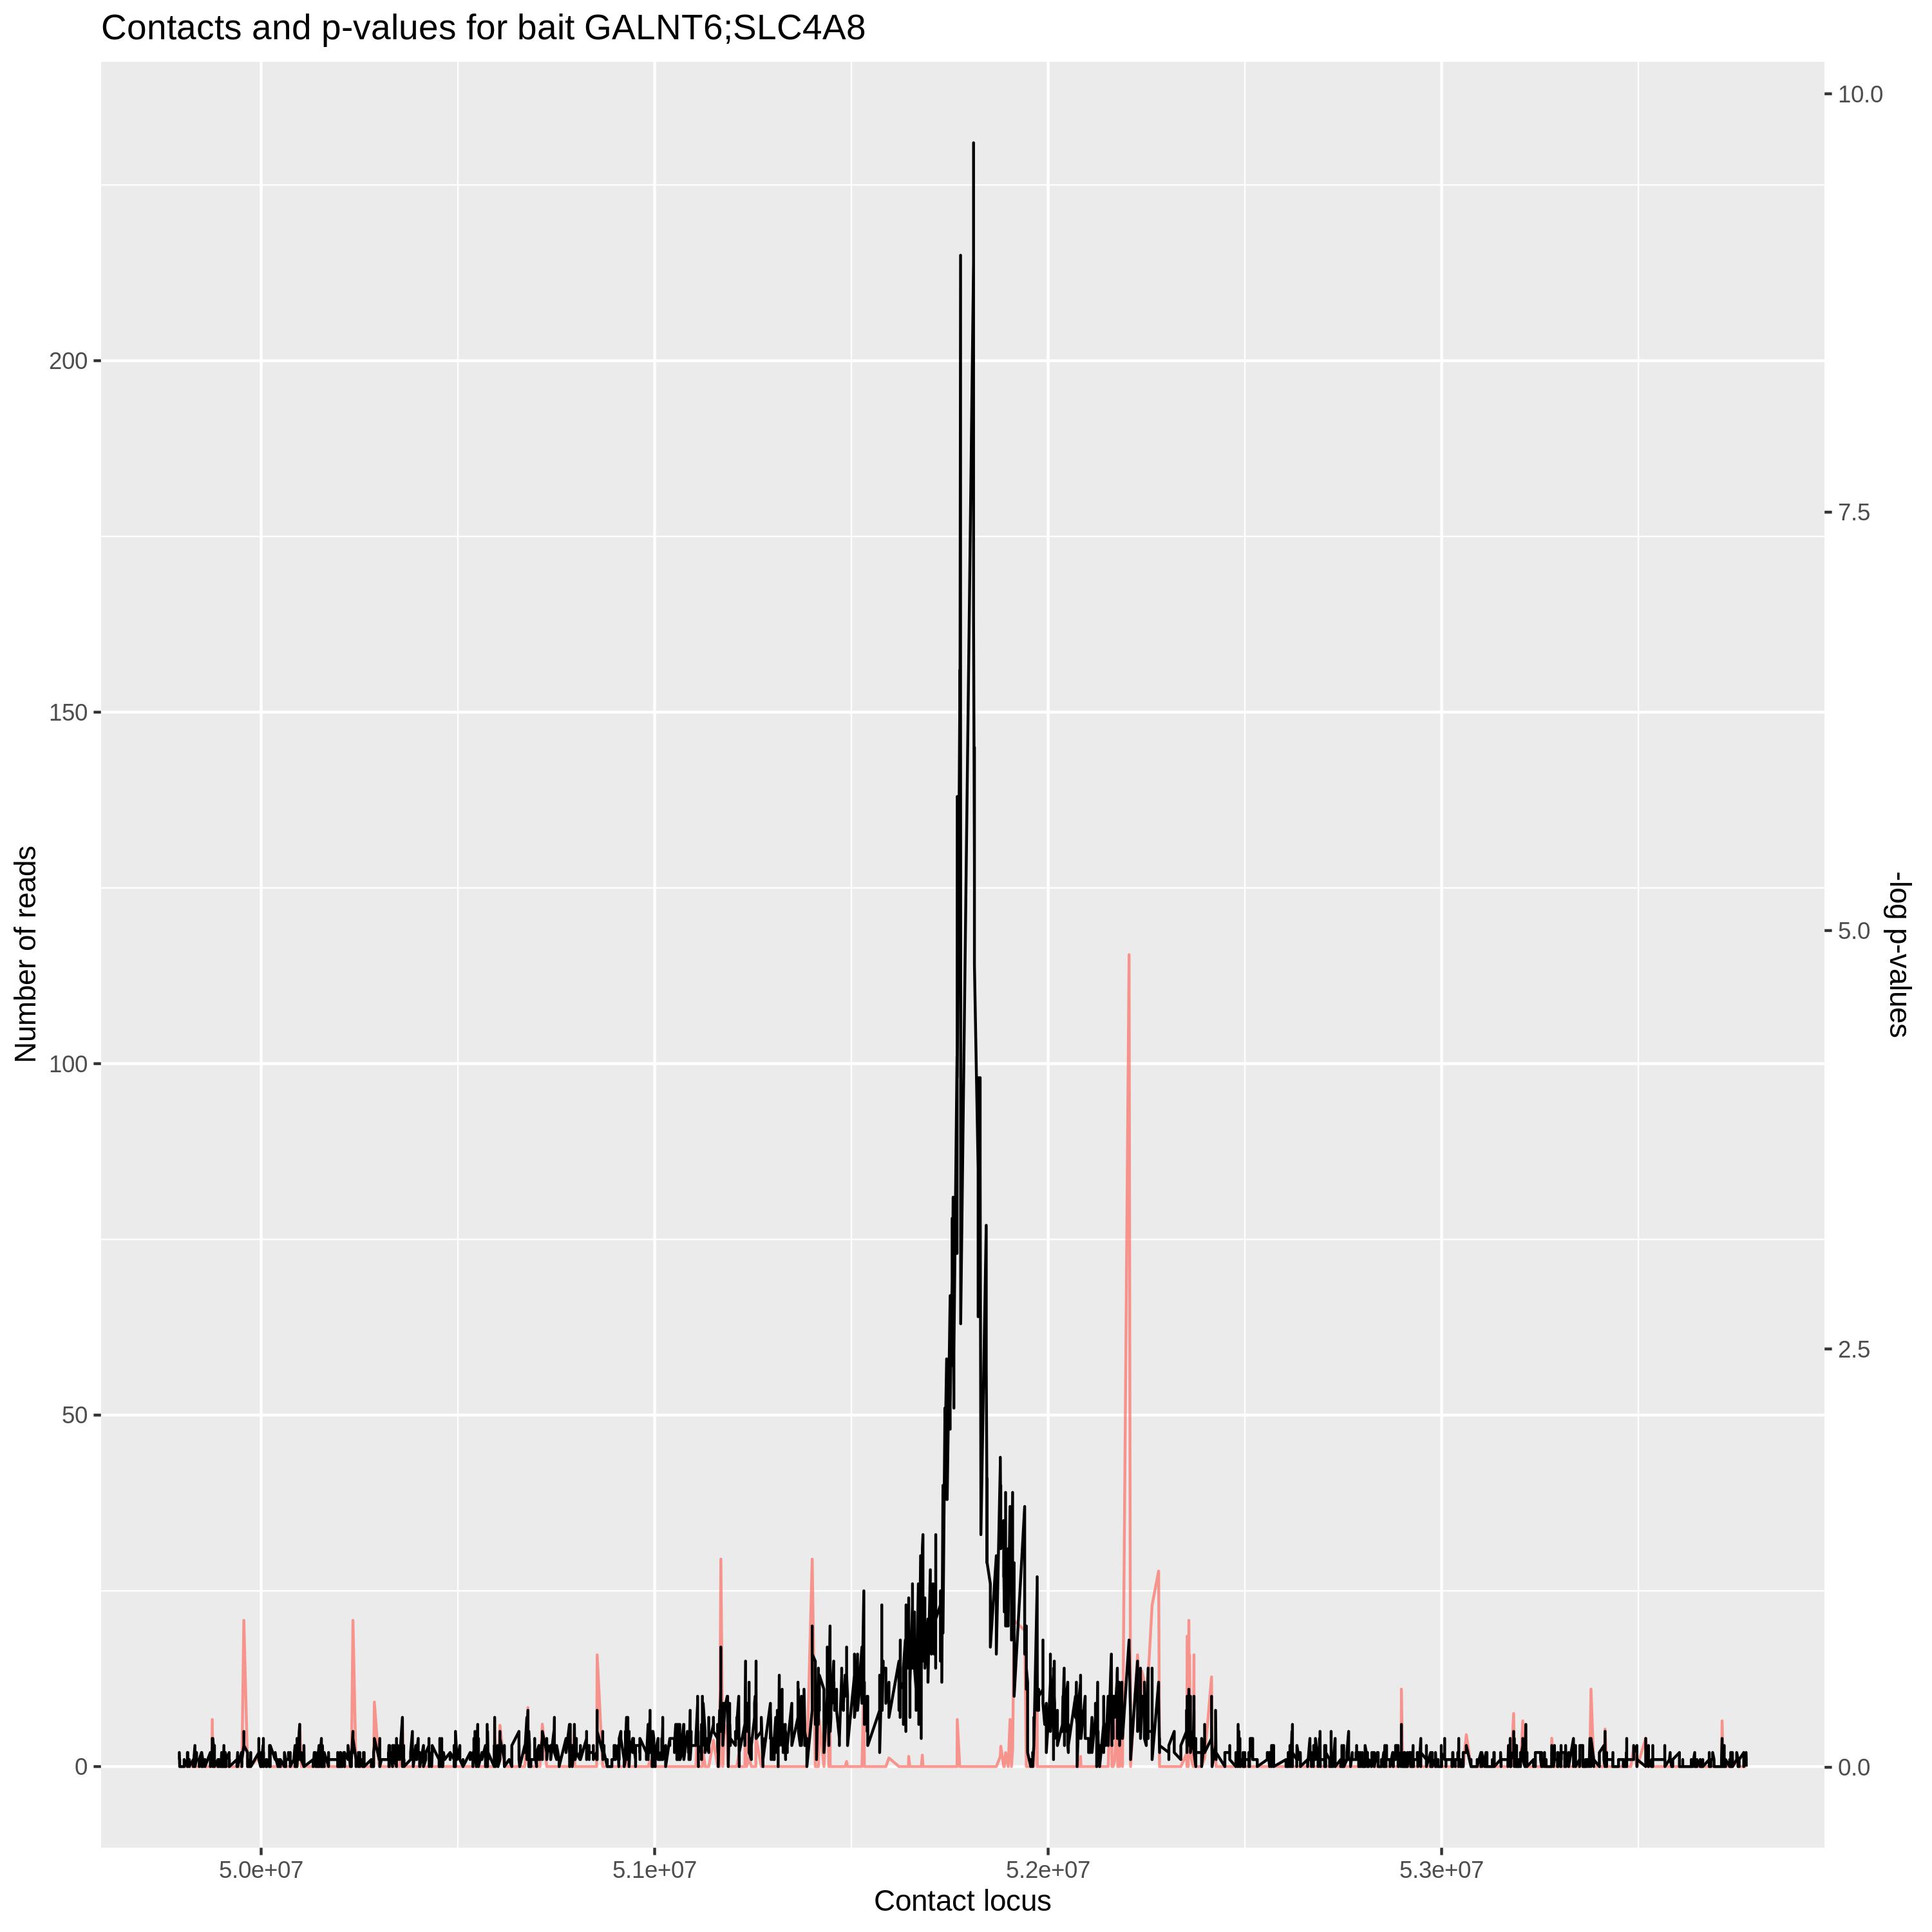 Contacts and p-values for bait GALNT6;SLC4A8
Number of reads
200
150
100
50
0
10.0
7.5
5.0
2.5
0.0
-log p-values
5.0e+07
5.1e+07
5.2e+07
5.3e+07
Contact locus